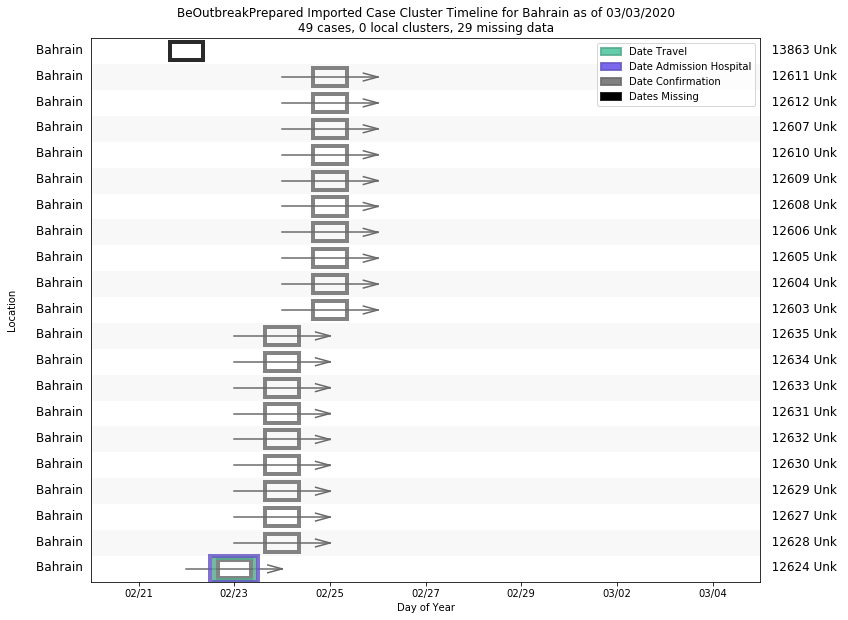 BeOutbreakPrepared Imported Case Cluster Timeline for Bahrain as of 03/03/2020
49 cases, 0 local clusters, 29 missing data
Date Travel
Date Admission Hospital
Date Confirmation
Dates Missing
Bahrain 13863 Unk
Bahrain 12611 Unk
Bahrain 12612 Unk
Bahrain 12607 Unk
Bahrain 12610 Unk
Bahrain 12609 Unk
Bahrain 12608 Unk
Bahrain 12606 Unk
Bahrain 12605 Unk
Bahrain 12604 Unk
Bahrain 12603 Unk
Bahrain 12635 Unk
Bahrain 12634 Unk
Bahrain 12633 Unk
Bahrain 12631 Unk
Bahrain 12632 Unk
Bahrain 12630 Unk
Bahrain 12629 Unk
Bahrain 12627 Unk
Bahrain 12628 Unk
Bahrain 12624 Unk
Location
02/21 02/23 02/25 02/27 02/29 03/02 03/04
Day of Year